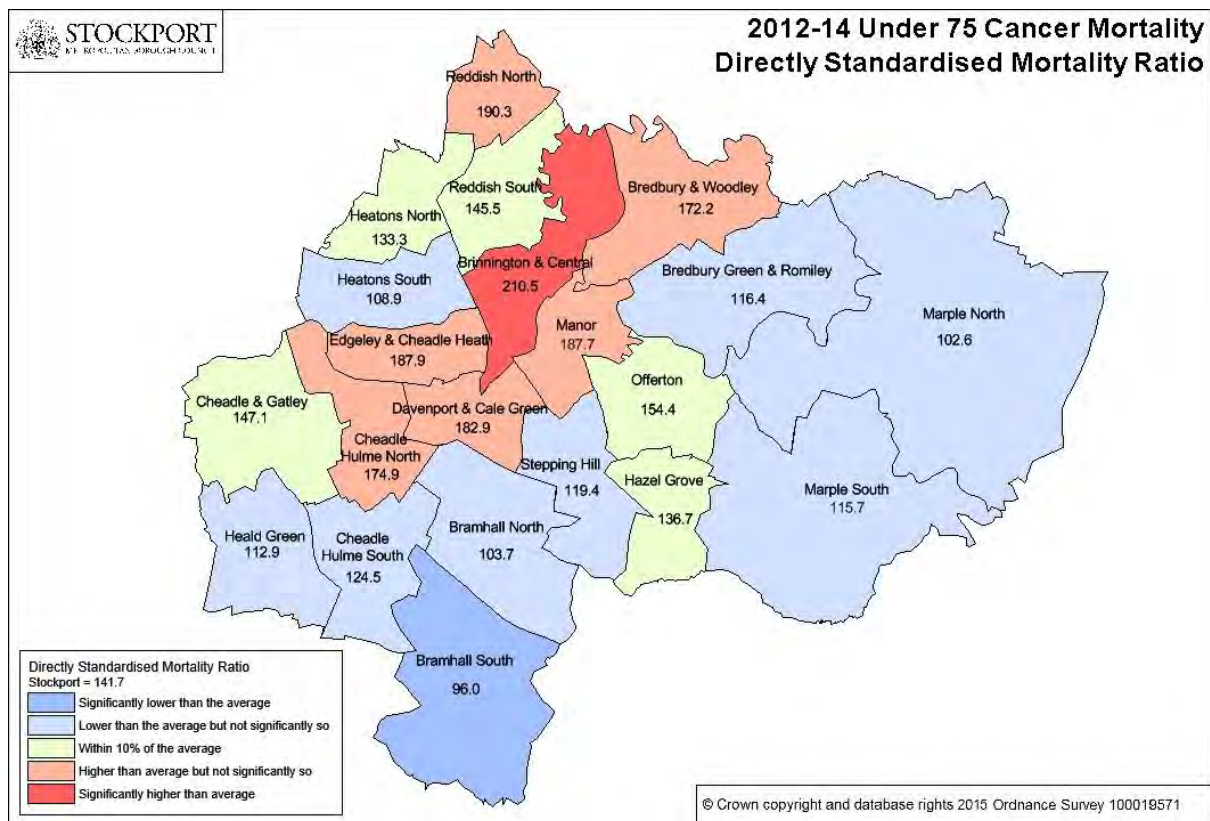 STOCKPORT
METROPOLITAN BOROUGH COUNCIL
2012-14 Under 75 Cancer Mortality
Directly Standardised Mortality Ratio
Reddish North
190.3
Reddish South
145.5
Bredbury & Woodley
172.2
Heatons North
133.3
Brinnington & Central
210.5
Heatons South
108.9
Bredbury Green & Romiley
116.4
Marple North
102.6
Manor
187.7
Edgeley & Cheadle Heath
187.9
Offerton
154.4
Cheadle & Gatley
147.1
Davenport & Cale Green
182.9
Cheadle
Hulme North
174.9
Stepping Hill
119.4
Hazel Grove
136.7
Marple South
115.7
Heald Green
112.9
Cheadle
Hulme South
124.5
Bramhall North
103.7
Bramhall South
96.0
Directly Standardised Mortality Ratio
Stockport = 141.7
Significantly lower than the average
Lower than the average but not significantly so
Within 10% of the average
Higher than average but not significantly so
Significantly higher than average
© Crown copyright and database rights 2015 Ordnance Survey 100019571